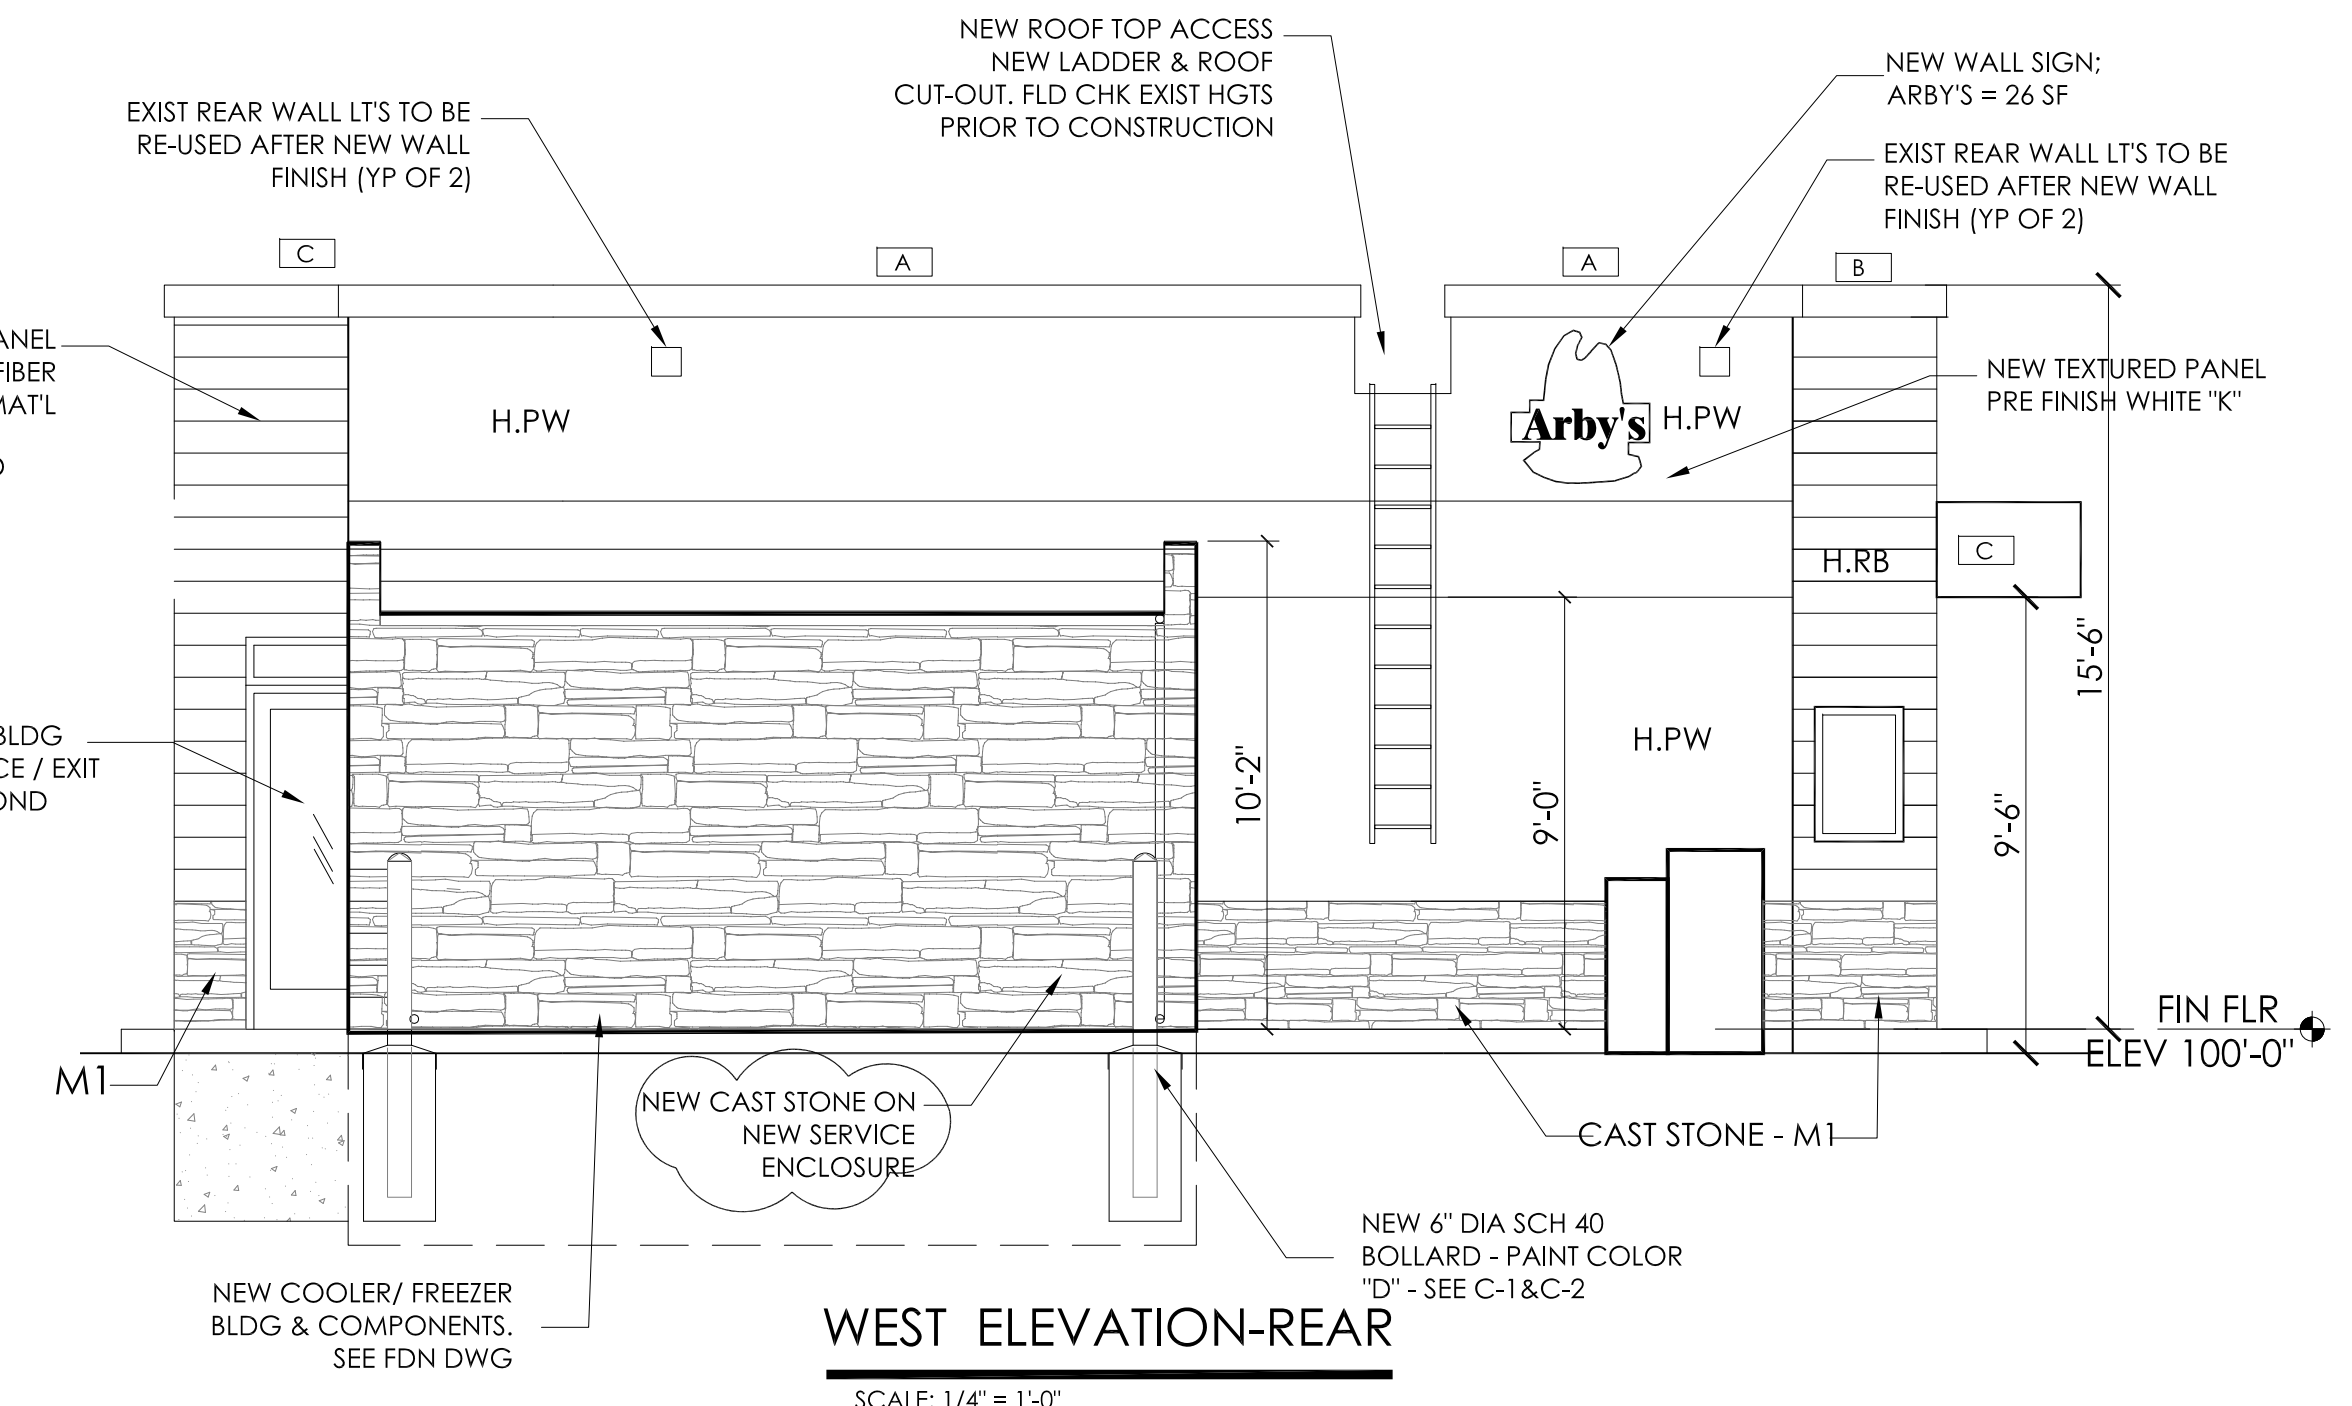 NEW ROOF TOP ACCESS
NEW LADDER & ROOF
CUT-OUT. FLD CHK EXIST HGTS
PRIOR TO CONSTRUCTION
NEW WALL SIGN;
ARBY'S = 26 SF
EXIST REAR WALL LT'S TO BE
RE-USED AFTER NEW WALL
FINISH (YP OF 2)
EXIST REAR WALL LT'S TO BE
RE-USED AFTER NEW WALL
FINISH (YP OF 2)
C
A
A
B
ANEL
FIBER
MAT'L
NEW TEXTURED PANEL
PRE FINISH WHITE "K"
H.PW
Arby's
H.PW
H.RB
C
15'-6"
BLDG
CE / EXIT
OND
H.PW
10'-2"
9'-0"
9'-6"
FIN FLR
ELEV 100'-0"
M1
NEW CAST STONE ON
NEW SERVICE
ENCLOSURE
CAST STONE - M1
NEW 6" DIA SCH 40
BOLLARD - PAINT COLOR
"D" - SEE C-1&C-2
NEW COOLER/ FREEZER
BLDG & COMPONENTS.
SEE FDN DWG
WEST ELEVATION-REAR
SCALE: 1/4" = 1'-0"